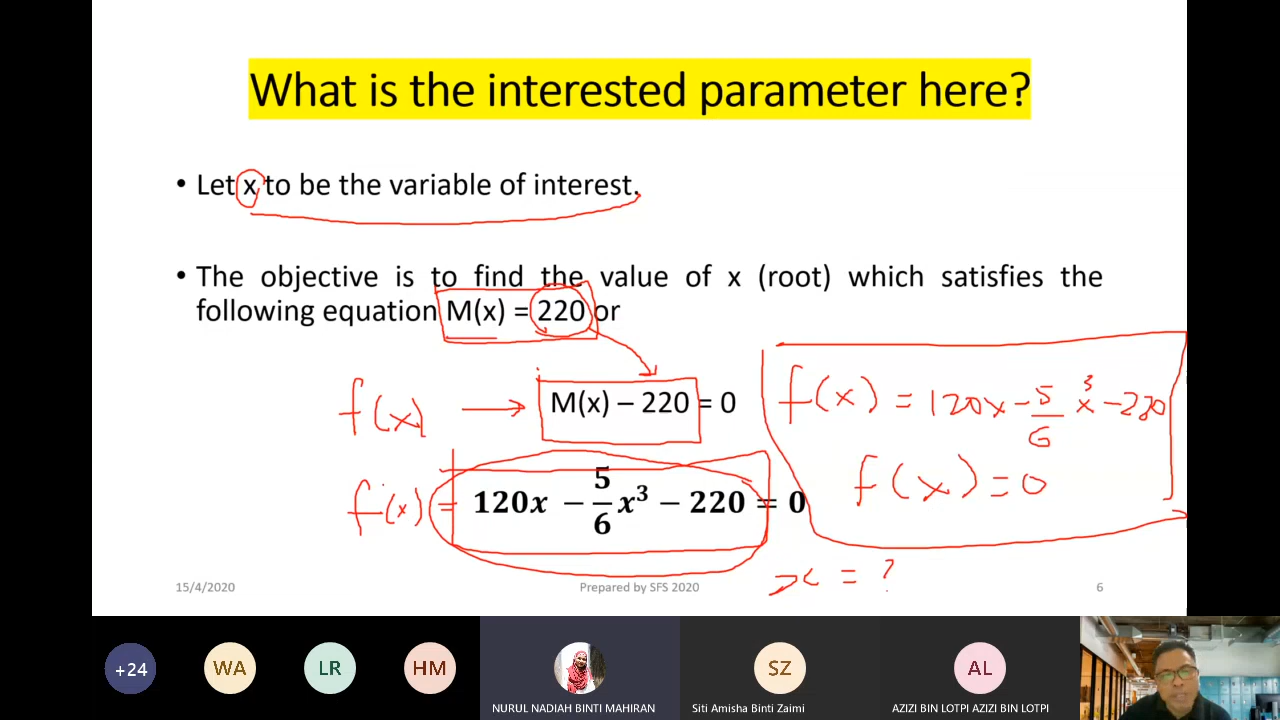 What is the interested parameter here?
• Let x to be the variable of interest.
• The objective is to find the value of x (root) which satisfies the
following equation M(x) = 220 or
f(x) → M(x) – 220 = 0
f(x) = 120x − 5/6 x³ − 220 = 0
f(x) = 120x − 5/6 x³ − 220
f(x) = 0
x = ?
15/4/2020
Prepared by SFS 2020
6
+24
WA
LR
HM
NURUL NADIAH BINTI MAHIRAN
SZ
Siti Amisha Binti Zaimi
AL
AZIZI BIN LOTPI AZIZI BIN LOTPI